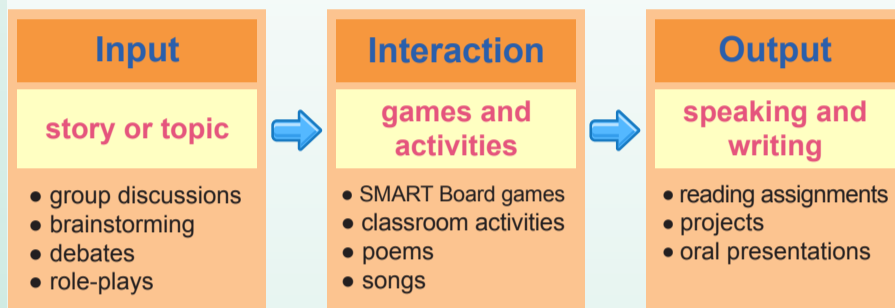 Input
story or topic
● group discussions
● brainstorming
● debates
● role-plays
Interaction
games and
activities
● SMART Board games
● classroom activities
● poems
● songs
Output
speaking and
writing
● reading assignments
● projects
● oral presentations